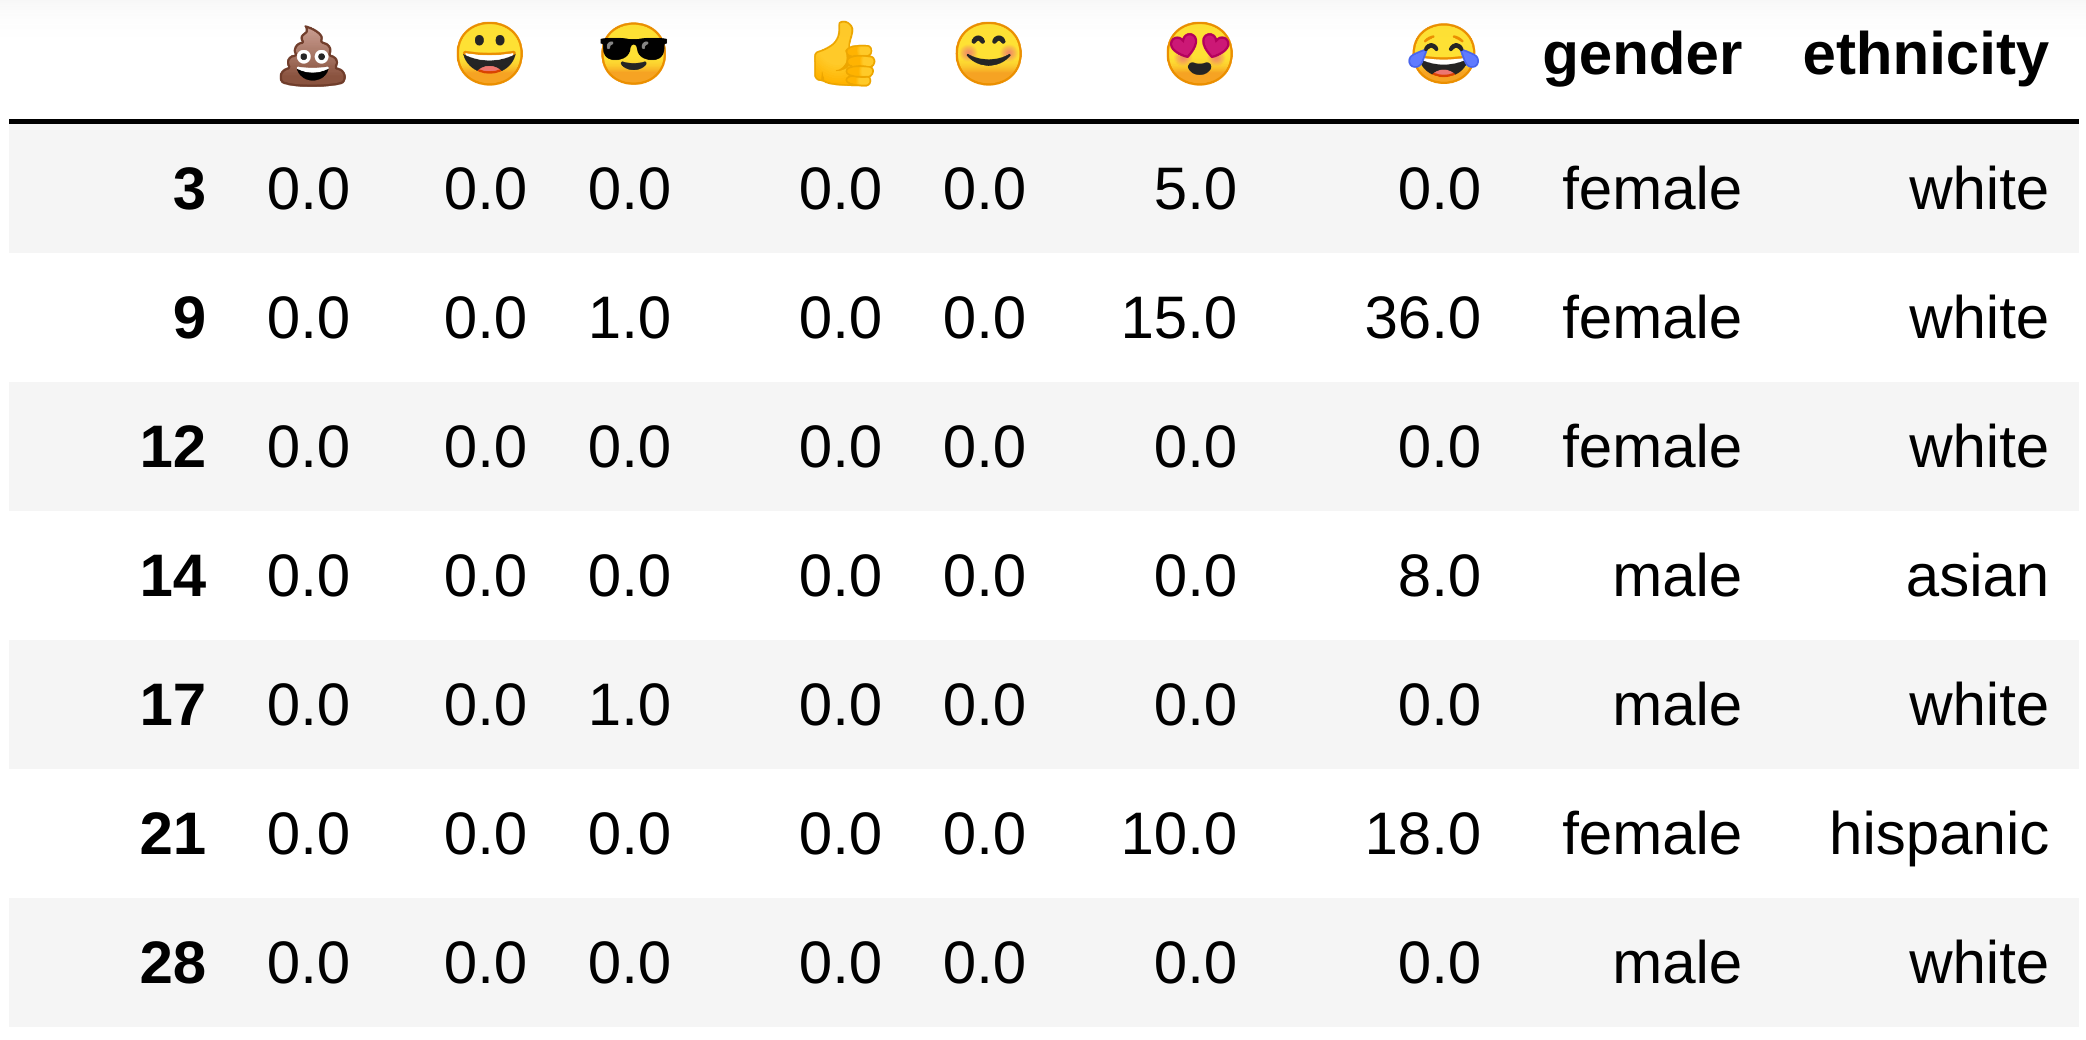 💩 😀 😎 👍 😊 😍 😂 gender ethnicity
3 0.0 0.0 0.0 0.0 0.0 5.0 0.0 female white
9 0.0 0.0 1.0 0.0 0.0 15.0 36.0 female white
12 0.0 0.0 0.0 0.0 0.0 0.0 0.0 female white
14 0.0 0.0 0.0 0.0 0.0 0.0 8.0 male asian
17 0.0 0.0 1.0 0.0 0.0 0.0 0.0 male white
21 0.0 0.0 0.0 0.0 0.0 10.0 18.0 female hispanic
28 0.0 0.0 0.0 0.0 0.0 0.0 0.0 male white